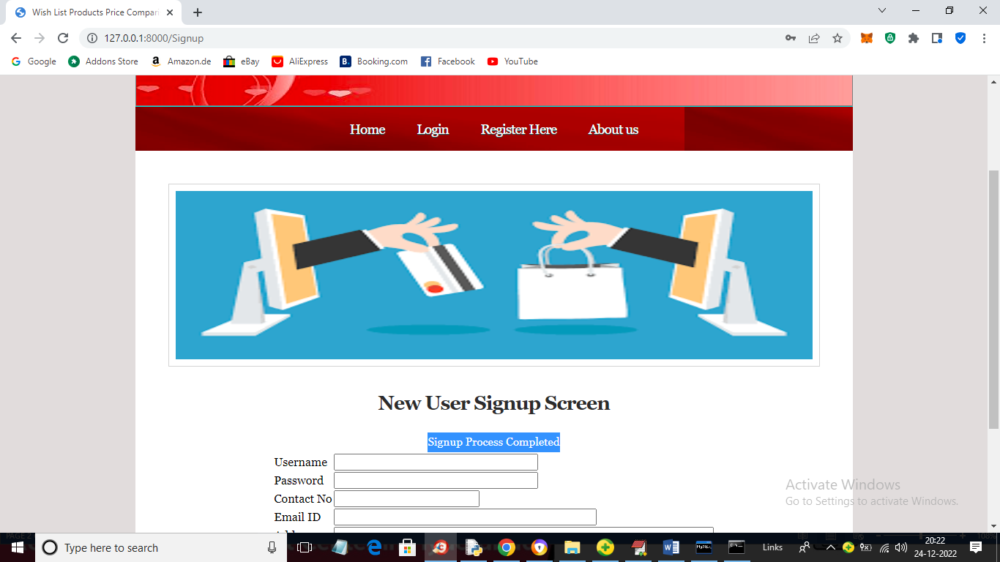 Wish List Products Price Compari
127.0.0.1:8000/Signup
Google Addons Store Amazon.de eBay AliExpress Booking.com Facebook YouTube
Home Login Register Here About us
New User Signup Screen
Signup Process Completed
Username
Password
Contact No
Email ID
Activate Windows
Go to Settings to activate Windows.
Type here to search
Links
20:22
24-12-2022